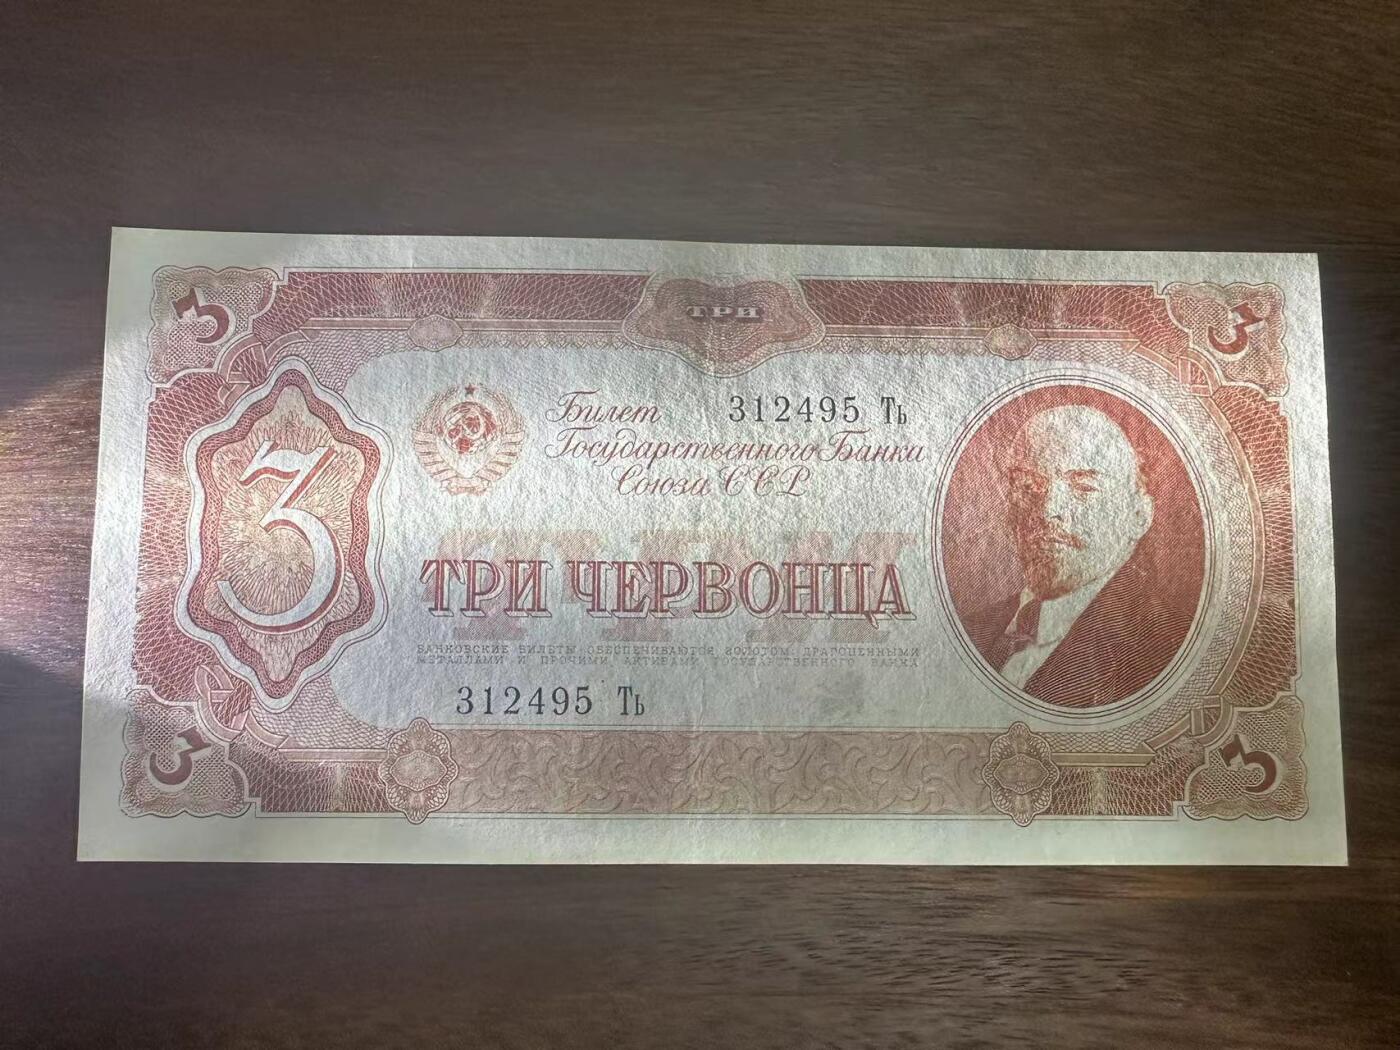 3
ТРИ
3
Билет 312495 Ть
Государственного Банка
Союза ССР
3
ТРИ
ТРИ ЧЕРВОНЦА
БАНКОВСКИЕ БИЛЕТЫ ОБЕСПЕЧИВАЮТСЯ ЗОЛОТОМ, ДРАГОЦЕННЫМИ
МЕТАЛЛАМИ И ПРОЧИМИ АКТИВАМИ ГОСУДАРСТВЕННОГО БАНКА
312495 Ть
3
3